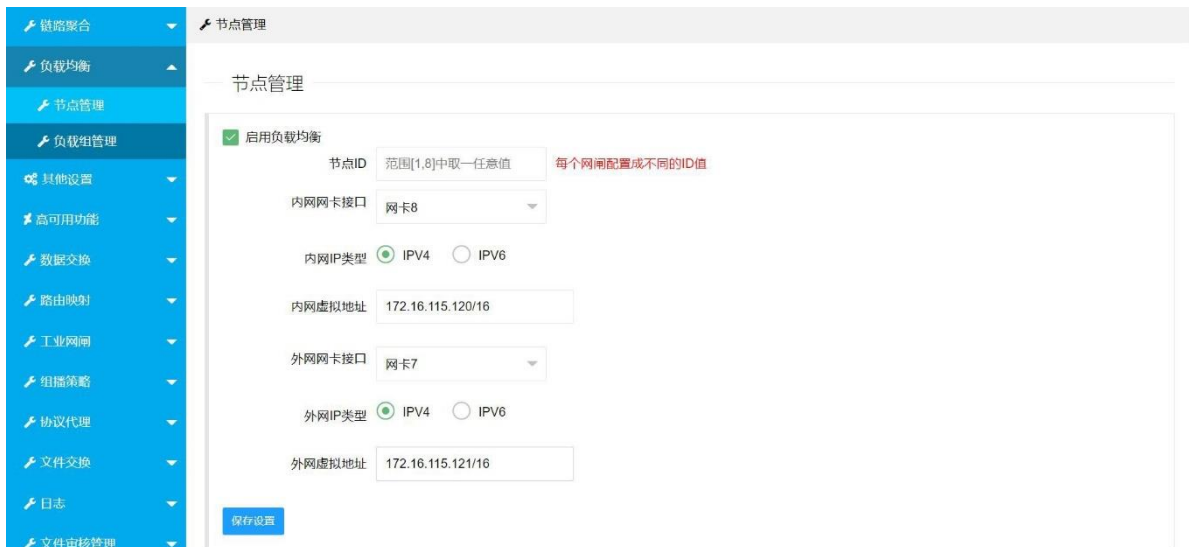 链路聚合
负载均衡
节点管理
负载组管理
其他设置
高可用功能
数据交换
路由映射
工业网闸
组播策略
协议代理
文件交换
日志
文件审核管理
节点管理
节点管理
启用负载均衡
节点ID 范围[1,8]中取一任意值 每个网闸配置成不同的ID值
内网网卡接口 网卡8
内网IP类型 IPV4 IPV6
内网虚拟地址 172.16.115.120/16
外网网卡接口 网卡7
外网IP类型 IPV4 IPV6
外网虚拟地址 172.16.115.121/16
保存设置